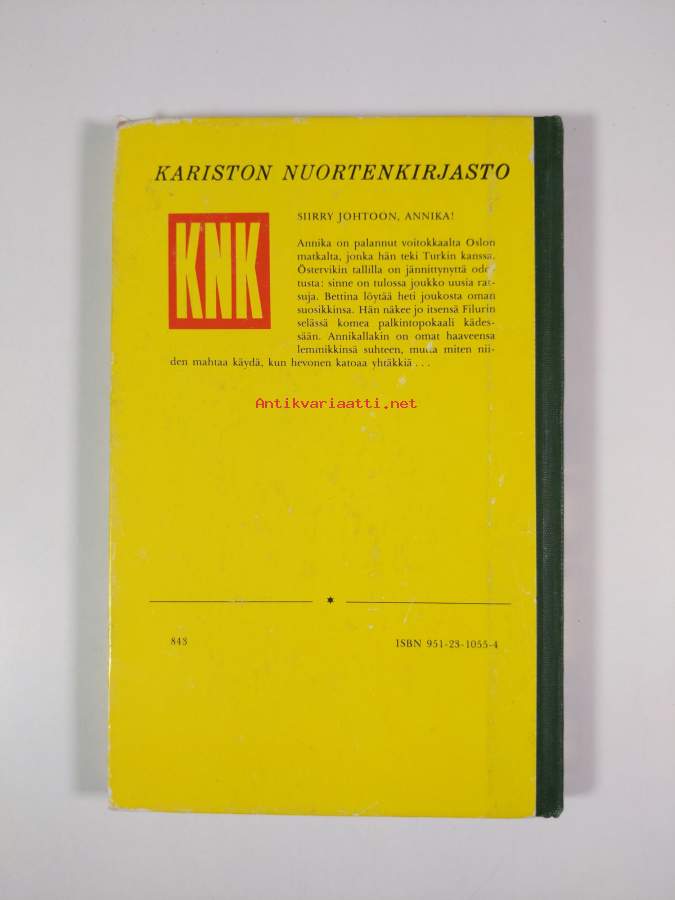 KARISTON NUORTENKIRJASTO
KNK
SIIRRY JOHTOON, ANNIKA!
Annika on palannut voitokkaalta Oslon
matkalta, jonka hän teki Turkin kanssa.
Östervikin tallilla on jännittynyttä odo-
tusta: sinne on tulossa joukko uusia rat-
suja. Bettina löytää heti joukosta oman
suosikkinsa. Hän näkee jo itsensä Filurin
selässä komea palkintopokaali kädes-
sään. Annikallakin on omat haaveensa
lemmikkinsä suhteen, mutta miten nii-
den mahtaa käydä, kun hevonen katoaa yhtäkkiä . . .
Antikvariaatti.net
843
ISBN 951-23-1055-4